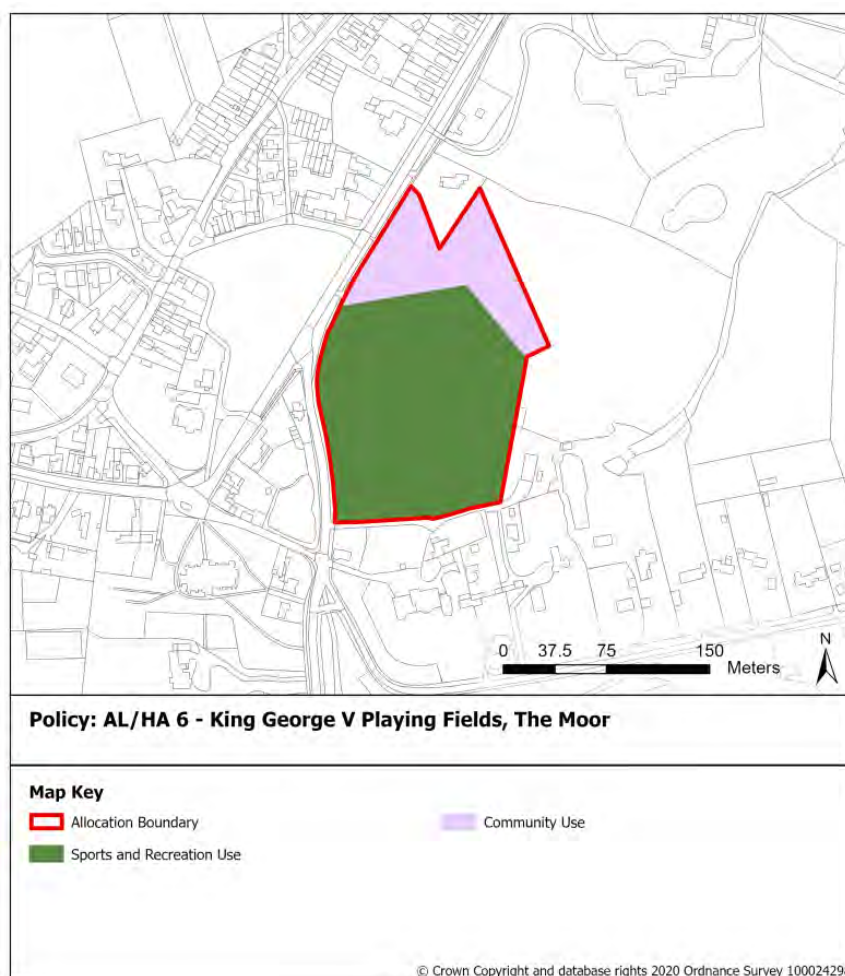 0 37.5 75 150
Meters
N
Policy: AL/HA 6 - King George V Playing Fields, The Moor
Map Key
Allocation Boundary
Community Use
Sports and Recreation Use
© Crown Copyright and database rights 2020 Ordnance Survey